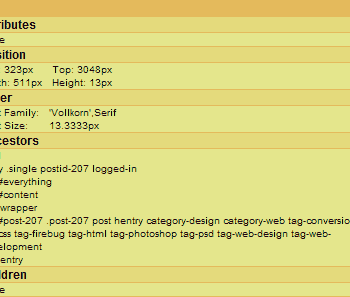 ributes
e
ition
: 323px Top: 3048px
th: 511px Height: 13px
er
t Family: 'Vollkorn',Serif
t Size: 13.3333px
cestors
y .single postid-207 logged-in
#everything
#content
wrapper
#post-207 .post-207 post hentry category-design category-web tag-conversio
css tag-firebug tag-html tag-photoshop tag-psd tag-web-design tag-web-
elopment
entry
ldren
e